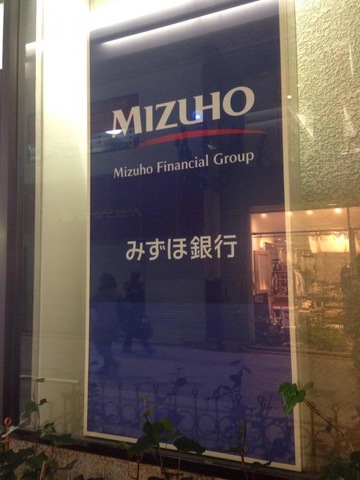 MIZUHO
Mizuho Financial Group
みずほ銀行